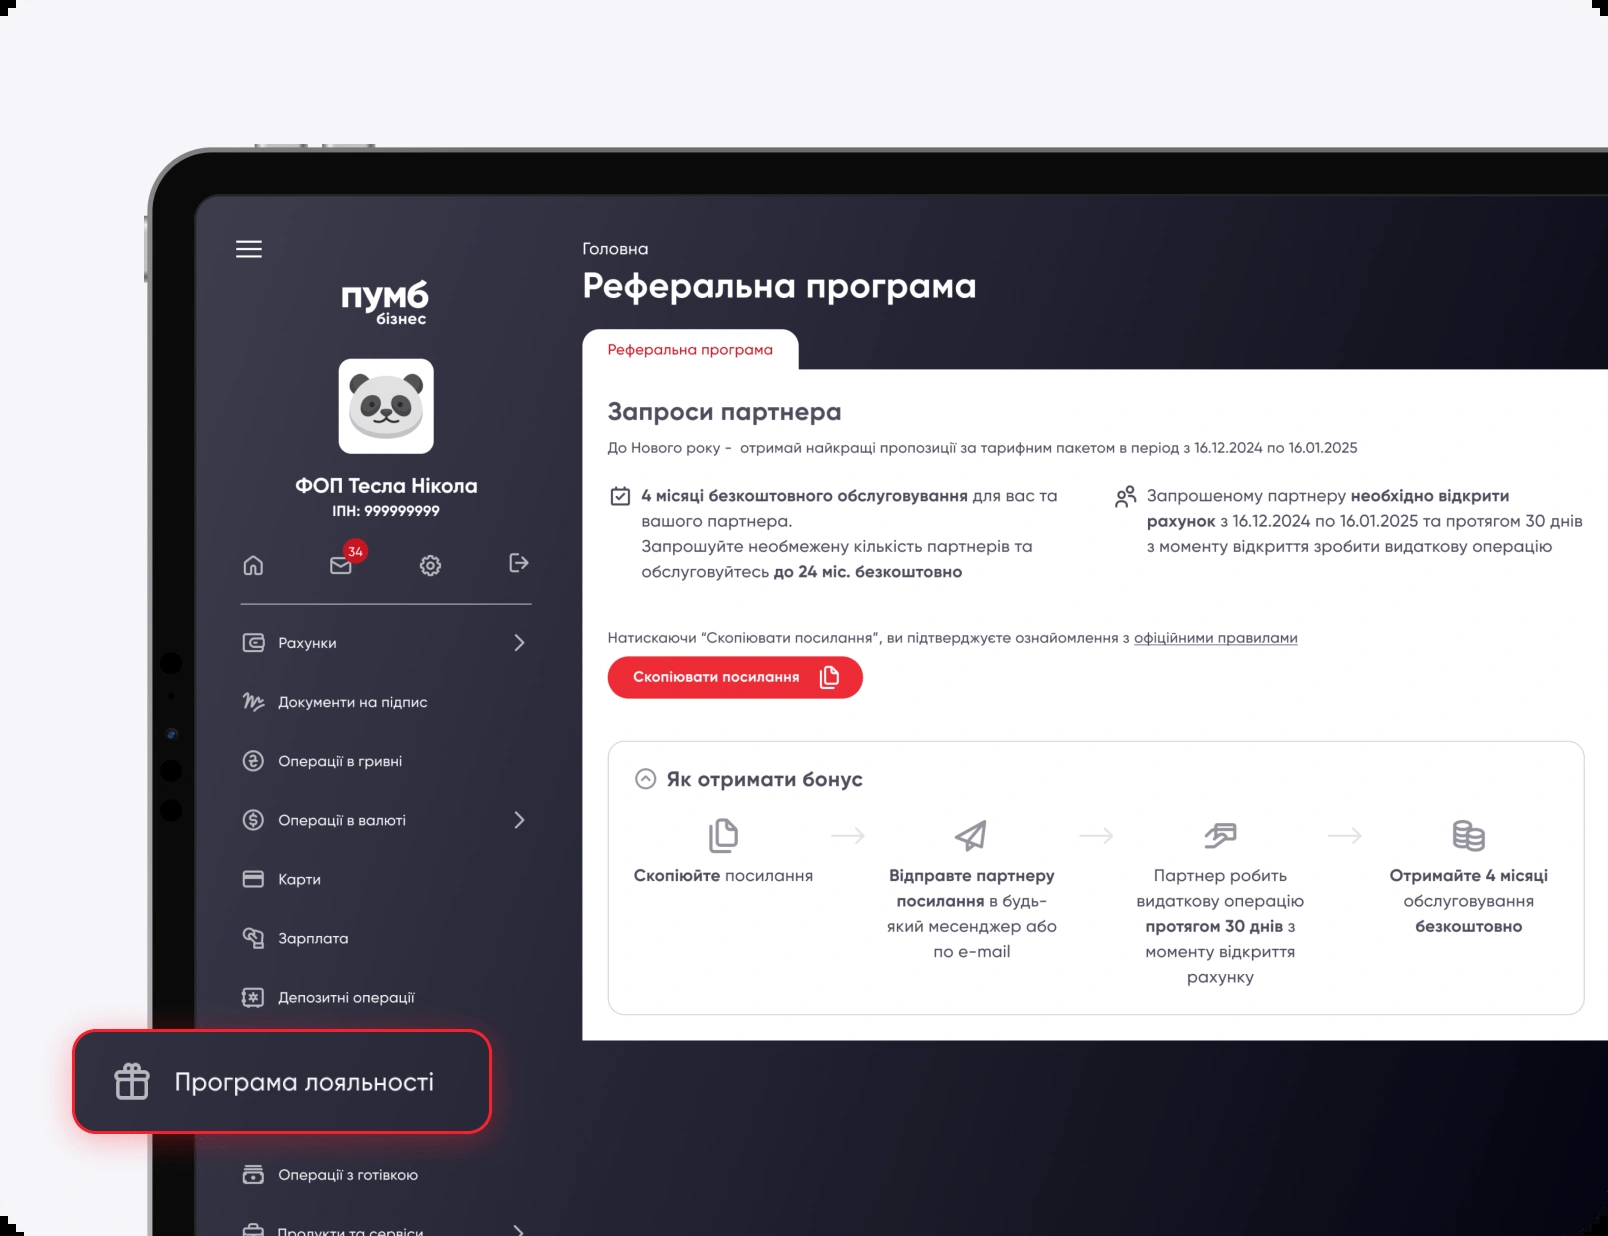 пумб
бізнес
ФОП Тесла Нікола
ІПН: 999999999
34
Рахунки
Документи на підпис
Операції в гривні
Операції в валюті
Карти
Зарплата
Депозитні операції
Програма лояльності
Операції з готівкою
Продукти та сервіси
Головна
Реферальна програма
Реферальна програма
Запроси партнера
До Нового року - отримай найкращі пропозиції за тарифним пакетом в період з 16.12.2024 по 16.01.2025
4 місяці безкоштовного обслуговування для вас та
вашого партнера.
Запрошуйте необмежену кількість партнерів та
обслуговуйтесь до 24 міс. безкоштовно
Запрошеному партнеру необхідно відкрити
рахунок з 16.12.2024 по 16.01.2025 та протягом 30 днів
з моменту відкриття зробити видаткову операцію
Натискаючи “Скопіювати посилання”, ви підтверджуєте ознайомлення з офіційними правилами
Скопіювати посилання
Як отримати бонус
Скопіюйте посилання
Відправте партнеру
посилання в будь-
який месенджер або
по e-mail
Партнер робить
видаткову операцію
протягом 30 днів з
моменту відкриття
рахунку
Отримайте 4 місяці
обслуговування
безкоштовно